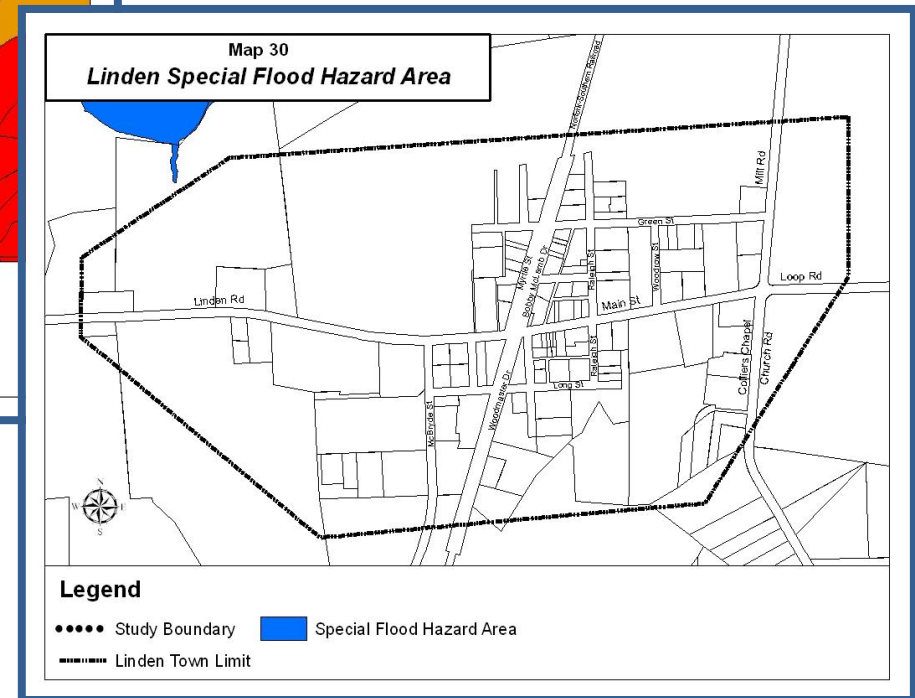 Map 30
Linden Special Flood Hazard Area
Norfolk-Southern Railroad
Mill Rd
Green St
Myrtle St
Bobby McLamb Dr
Raleigh St
Woodrow St
Loop Rd
Linden Rd
Main St
Raleigh St
Colliers Chapel
Church Rd
Long St
Woodmaster Dr
McBryde St
N
W E
S
Legend
Study Boundary
Special Flood Hazard Area
Linden Town Limit